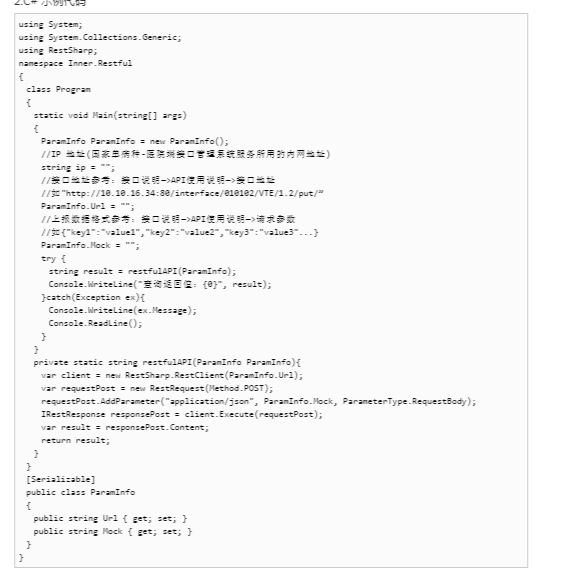 2.C# 示例代码
using System;
using System.Collections.Generic;
using RestSharp;
namespace Inner.Restful
{
class Program
{
static void Main(string[] args)
{
ParamInfo ParamInfo = new ParamInfo();
//IP 地址(国家单病种-医院端接口管理系统服务所用的内网地址)
string ip = "";
//接口地址参考: 接口说明->API使用说明->接口地址
//如"http://10.10.16.34:80/interface/010102/VTE/1.2/put/"
ParamInfo.Url = "";
//上报数据格式参考: 接口说明->API使用说明->请求参数
//如{"key1":"value1","key2":"value2","key3":"value3"...}
ParamInfo.Mock = "";
try {
string result = restfulAPI(ParamInfo);
Console.WriteLine("查询返回值: {0}", result);
}catch(Exception ex){
Console.WriteLine(ex.Message);
Console.ReadLine();
}
}
private static string restfulAPI(ParamInfo ParamInfo){
var client = new RestSharp.RestClient(ParamInfo.Url);
var requestPost = new RestRequest(Method.POST);
requestPost.AddParameter("application/json", ParamInfo.Mock, ParameterType.RequestBody);
IRestResponse responsePost = client.Execute(requestPost);
var result = responsePost.Content;
return result;
}
}
[Serializable]
public class ParamInfo
{
public string Url { get; set; }
public string Mock { get; set; }
}
}